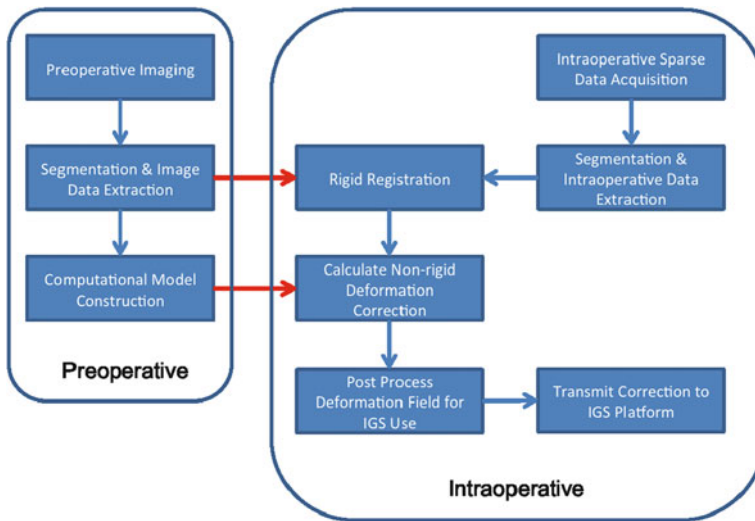 Preoperative Imaging
Segmentation & Image
Data Extraction
Computational Model
Construction
Preoperative
Intraoperative Sparse
Data Acquisition
Rigid Registration
Segmentation &
Intraoperative Data
Extraction
Calculate Non-rigid
Deformation
Correction
Post Process
Deformation Field for
IGS Use
Transmit Correction to
IGS Platform
Intraoperative